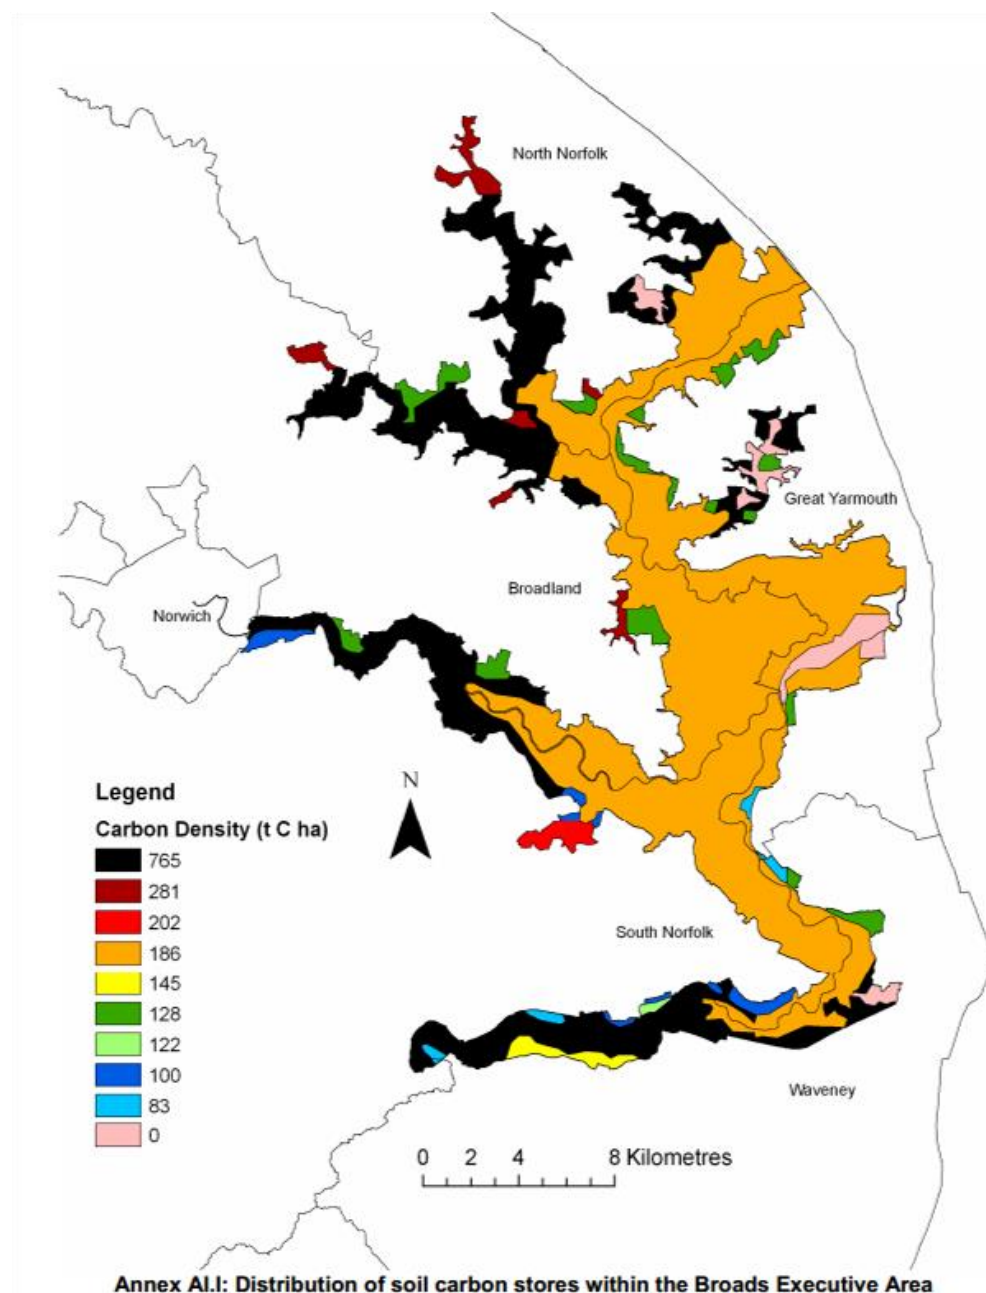 North Norfolk
Great Yarmouth
Broadland
Norwich
N
Legend
Carbon Density (t C ha)
765
281
202
186
145
128
122
100
83
0
South Norfolk
Waveney
0 2 4 8 Kilometres
Annex AI.I: Distribution of soil carbon stores within the Broads Executive Area